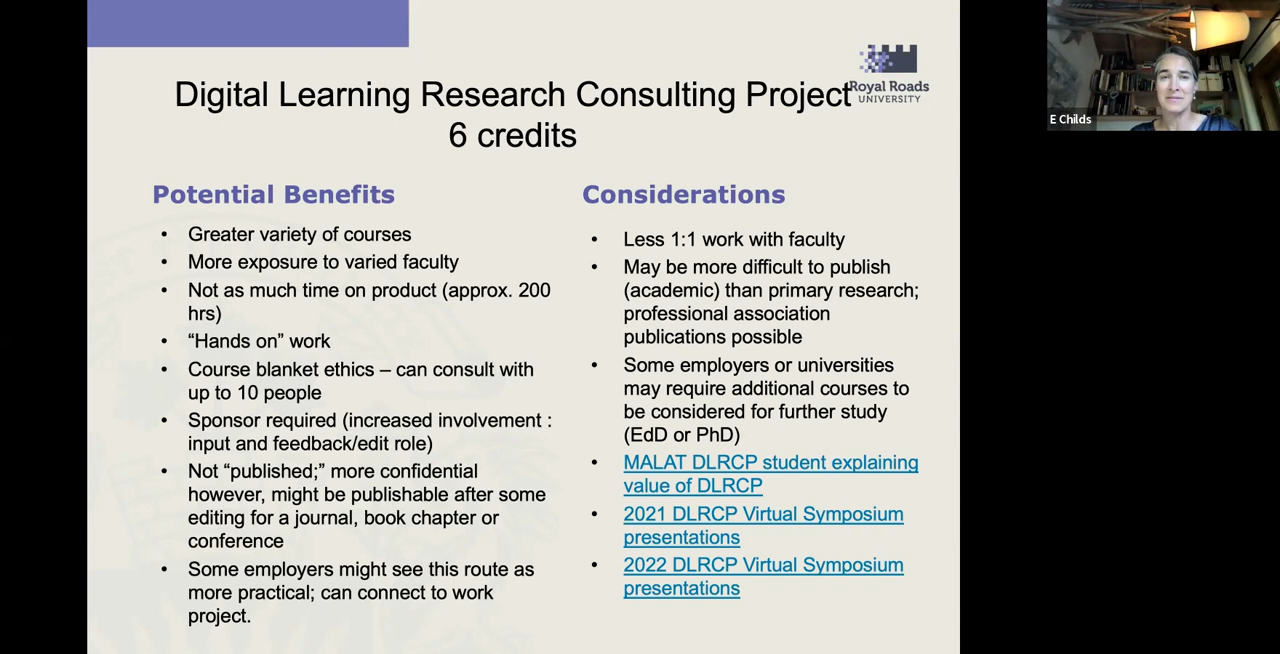 Digital Learning Research Consulting Project
6 credits
Royal Roads
UNIVERSITY
E Childs
Potential Benefits
• Greater variety of courses
• More exposure to varied faculty
• Not as much time on product (approx. 200
hrs)
• “Hands on” work
• Course blanket ethics – can consult with
up to 10 people
• Sponsor required (increased involvement :
input and feedback/edit role)
• Not “published;” more confidential
however, might be publishable after some
editing for a journal, book chapter or
conference
• Some employers might see this route as
more practical; can connect to work
project.
Considerations
• Less 1:1 work with faculty
• May be more difficult to publish
(academic) than primary research;
professional association
publications possible
• Some employers or universities
may require additional courses to
be considered for further study
(EdD or PhD)
• MALAT DLRCP student explaining
value of DLRCP
• 2021 DLRCP Virtual Symposium
presentations
• 2022 DLRCP Virtual Symposium
presentations